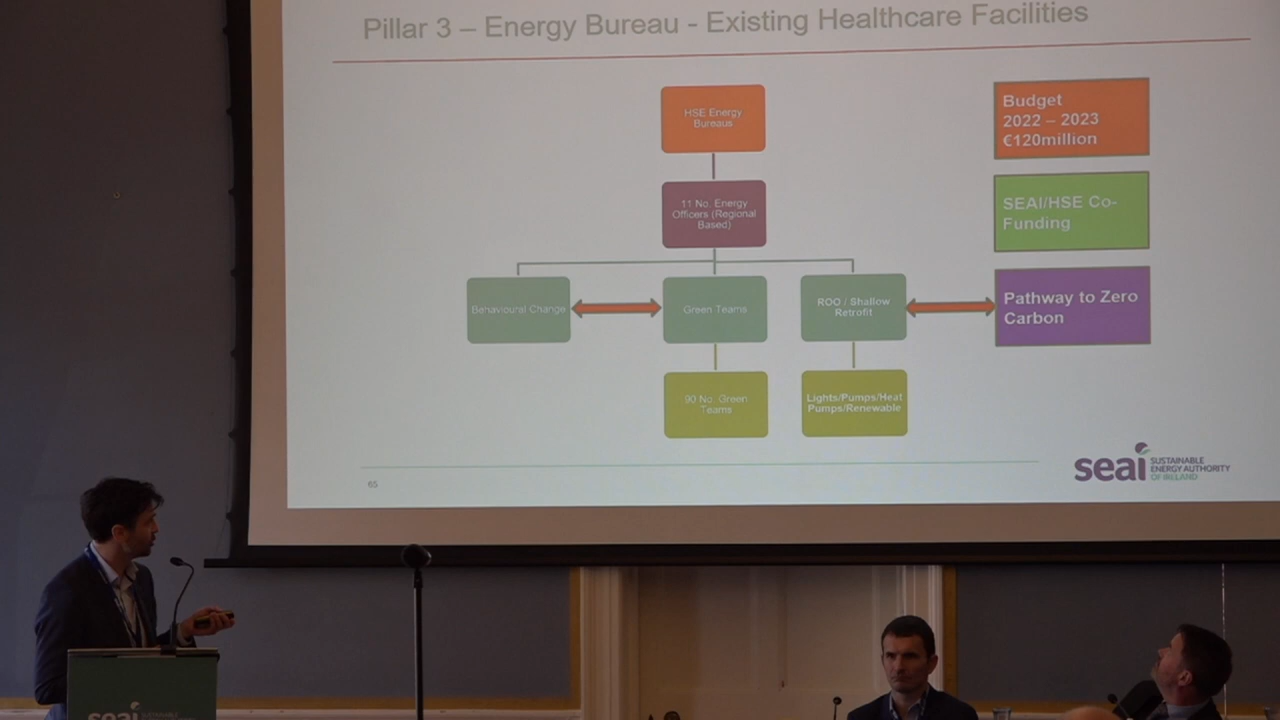 Pillar 3 – Energy Bureau - Existing Healthcare Facilities
HSE Energy
Bureaus
Budget
2022 – 2023
€120million
11 No. Energy
Officers (Regional
Based)
SEAI/HSE Co-
Funding
Behavioural Change
Green Teams
ROO / Shallow
Retrofit
Pathway to Zero
Carbon
90 No. Green
Teams
Lights/Pumps/Heat
Pumps/Renewable
65
seai
SUSTAINABLE
ENERGY AUTHORITY
OF IRELAND
seai
SUSTAINABLE